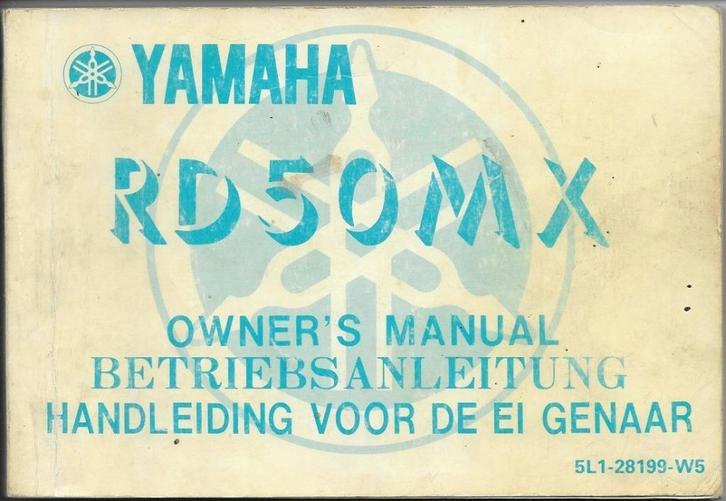 YAMAHA
RD50MX
OWNER'S MANUAL
BETRIEBSANLEITUNG
HANDLEIDING VOOR DE EI GENAAR
5L1-28199-W5